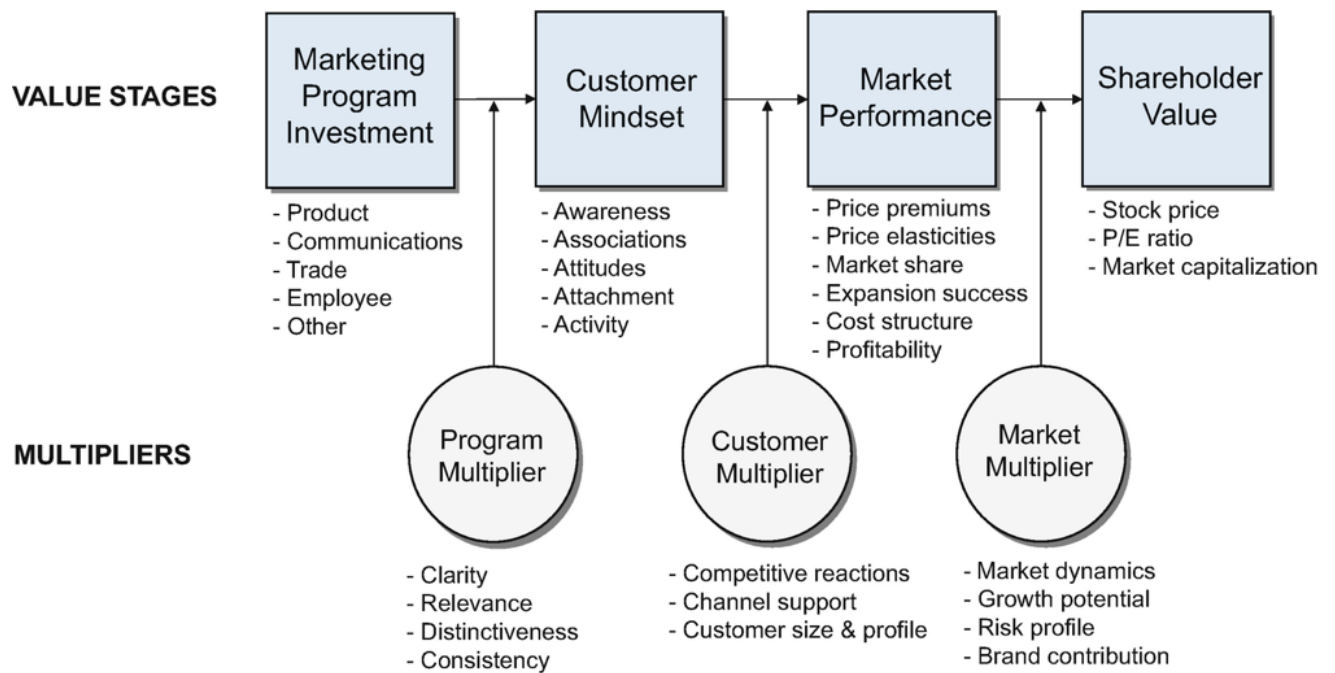 VALUE STAGES
Marketing
Program
Investment
- Product
- Communications
- Trade
- Employee
- Other
Customer
Mindset
- Awareness
- Associations
- Attitudes
- Attachment
- Activity
Market
Performance
- Price premiums
- Price elasticities
- Market share
- Expansion success
- Cost structure
- Profitability
Shareholder
Value
- Stock price
- P/E ratio
- Market capitalization
MULTIPLIERS
Program
Multiplier
- Clarity
- Relevance
- Distinctiveness
- Consistency
Customer
Multiplier
- Competitive reactions
- Channel support
- Customer size & profile
Market
Multiplier
- Market dynamics
- Growth potential
- Risk profile
- Brand contribution